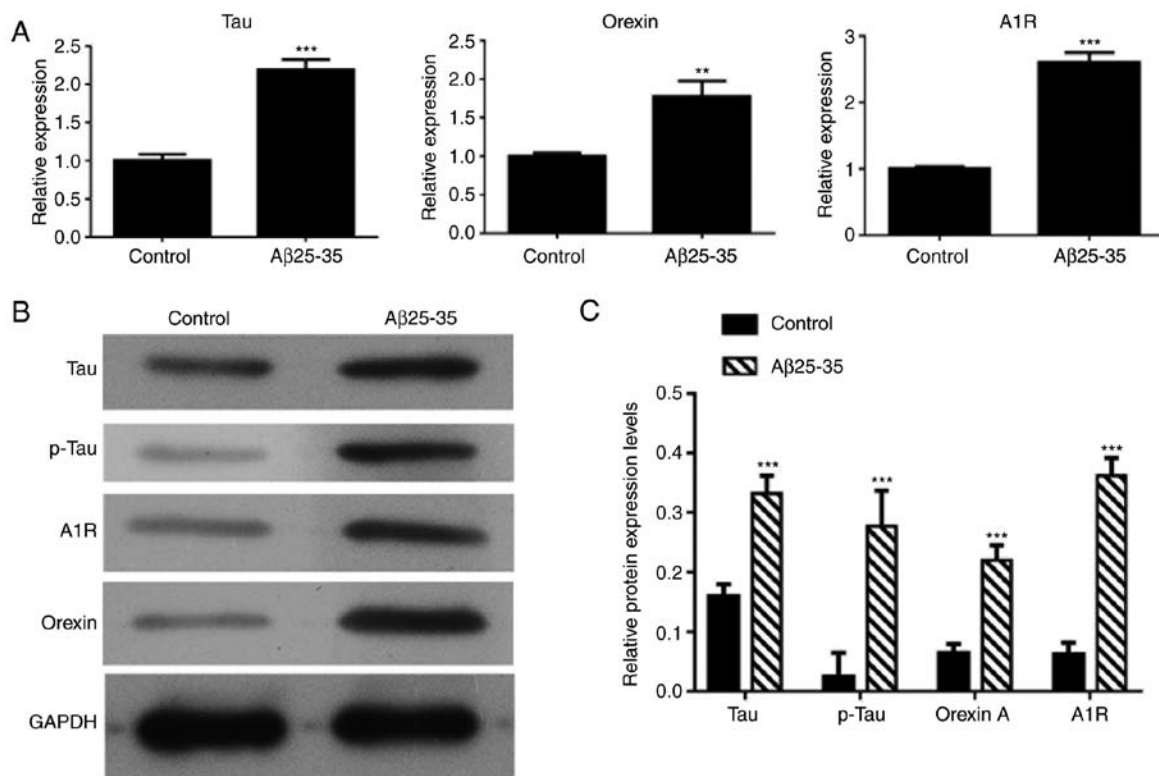 A
Tau
Relative expression
2.5
2.0
1.5
1.0
0.5
0.0
***
Control
Aβ25-35
Orexin
Relative expression
2.5
2.0
1.5
1.0
0.5
0.0
**
Control
Aβ25-35
A1R
Relative expression
3
2
1
0
***
Control
Aβ25-35
B
Control
Aβ25-35
Tau
p-Tau
A1R
Orexin
GAPDH
C
Control
Aβ25-35
Relative protein expression levels
0.5
0.4
0.3
0.2
0.1
0.0
***
***
***
***
Tau
p-Tau
Orexin A
A1R